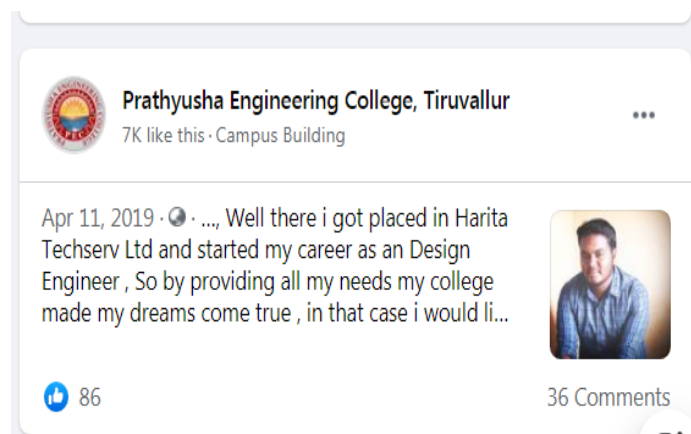 Prathyusha Engineering College, Tiruvallur
7K like this · Campus Building
Apr 11, 2019 · ..., Well there i got placed in Harita
Techserv Ltd and started my career as an Design
Engineer , So by providing all my needs my college
made my dreams come true , in that case i would li...
86
36 Comments